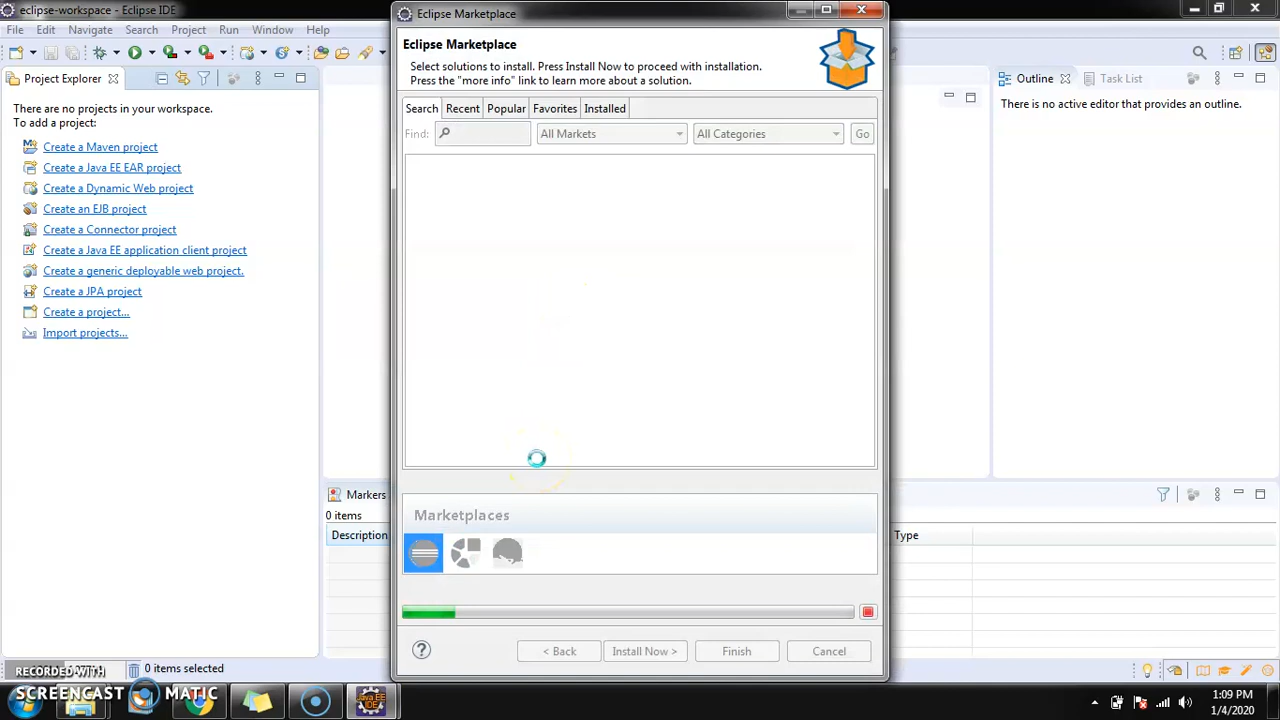 eclipse-workspace - Eclipse IDE
Eclipse Marketplace
File Edit Navigate Search Project Run Window Help
Eclipse Marketplace
Select solutions to install. Press Install Now to proceed with installation.
Press the "more info" link to learn more about a solution.
Project Explorer
Outline
Task List
There are no projects in your workspace.
To add a project:
Create a Maven project
Create a Java EE EAR project
Create a Dynamic Web project
Create an EJB project
Create a Connector project
Create a Java EE application client project
Create a generic deployable web project.
Create a JPA project
Create a project...
Import projects...
Search Recent Popular Favorites Installed
Find: All Markets All Categories Go
There is no active editor that provides an outline.
Markers
0 items
Description
Type
Marketplaces
< Back Install Now > Finish Cancel
0 items selected
RECORDED WITH
SCREENCAST MATIC
Java EE
IDE
1:09 PM
1/4/2020